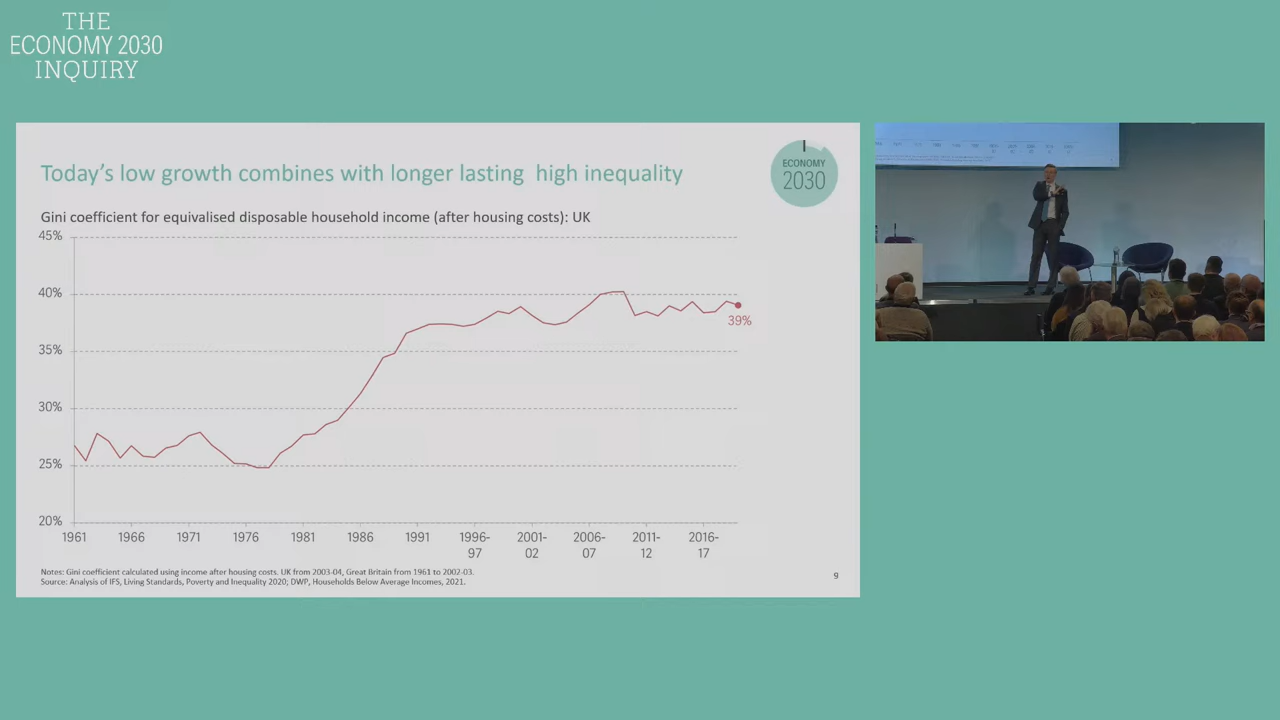 THE
ECONOMY 2030
INQUIRY
Today's low growth combines with longer lasting high inequality
ECONOMY
2030
Gini coefficient for equivalised disposable household income (after housing costs): UK
45%
40%
35%
30%
25%
20%
39%
1961 1966 1971 1976 1981 1986 1991 1996- 2001- 2006- 2011- 2016-
97 02 07 12 17
Notes: Gini coefficient calculated using income after housing costs. UK from 2003-04, Great Britain from 1961 to 2002-03.
Source: Analysis of IFS, Living Standards, Poverty and Inequality 2020; DWP, Households Below Average Incomes, 2021.
9